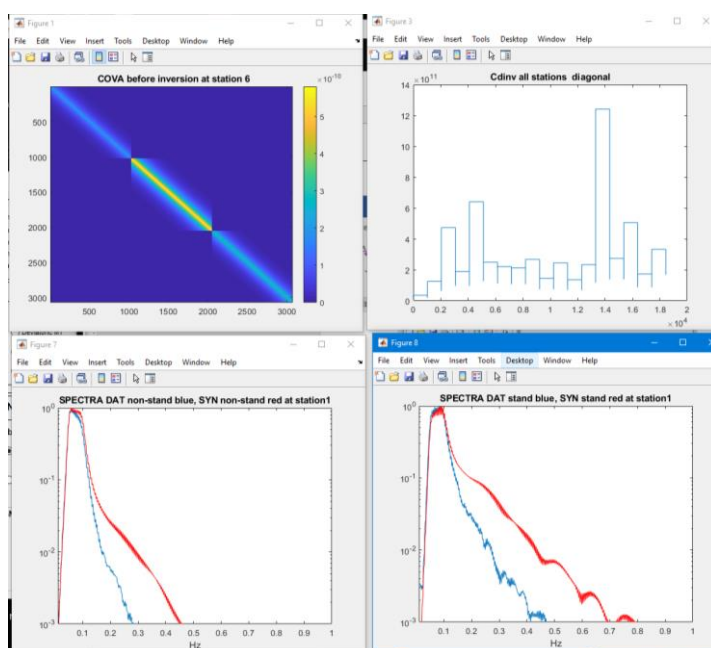 Figure 1
File Edit View Insert Tools Desktop Window Help
COVA before inversion at station 6
×10⁻¹⁰
500
1000
1500
2000
2500
3000
500 1000 1500 2000 2500 3000
5
4
3
2
1
0
Figure 3
File Edit View Insert Tools Desktop Window Help
Cdinv all stations diagonal
×10¹¹
14
12
10
8
6
4
2
0
0 0.2 0.4 0.6 0.8 1 1.2 1.4 1.6 1.8 2
×10⁴
Figure 7
File Edit View Insert Tools Desktop Window Help
SPECTRA DAT non-stand blue, SYN non-stand red at station1
10⁰
10⁻¹
10⁻²
10⁻³
0.1 0.2 0.3 0.4 0.5 0.6 0.7 0.8 0.9 1
Hz
Figure 8
File Edit View Insert Tools Desktop Window Help
SPECTRA DAT stand blue, SYN stand red at station1
10⁰
10⁻¹
10⁻²
10⁻³
0.1 0.2 0.3 0.4 0.5 0.6 0.7 0.8 0.9 1
Hz